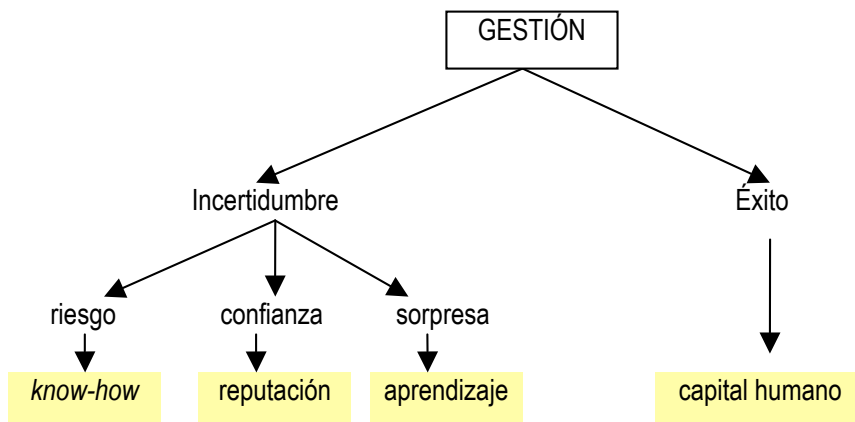 GESTIÓN
Incertidumbre Éxito
riesgo confianza sorpresa
know-how reputación aprendizaje capital humano